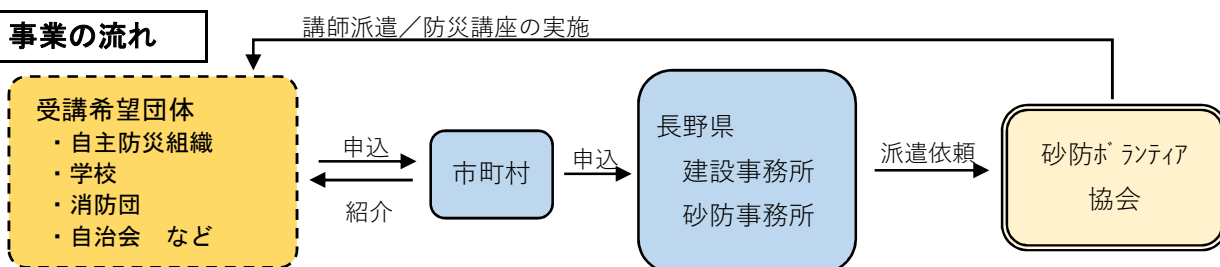 事業の流れ
講師派遣／防災講座の実施
受講希望団体
・自主防災組織
・学校
・消防団
・自治会　など
申込
紹介
市町村
申込
長野県
建設事務所
砂防事務所
派遣依頼
砂防ﾎﾞﾗﾝﾃｨｱ
協会